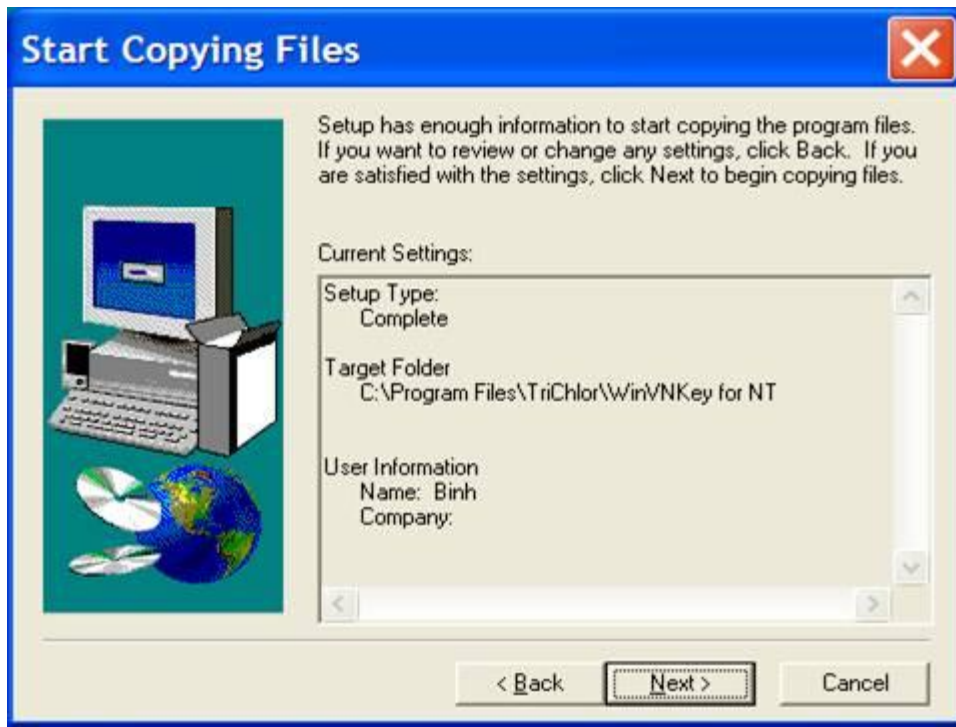 Start Copying Files
Setup has enough information to start copying the program files.
If you want to review or change any settings, click Back.  If you
are satisfied with the settings, click Next to begin copying files.
Current Settings:
Setup Type:
Complete
Target Folder
C:\Program Files\TriChlor\WinVNKey for NT
User Information
Name:  Binh
Company:
< Back
Next >
Cancel